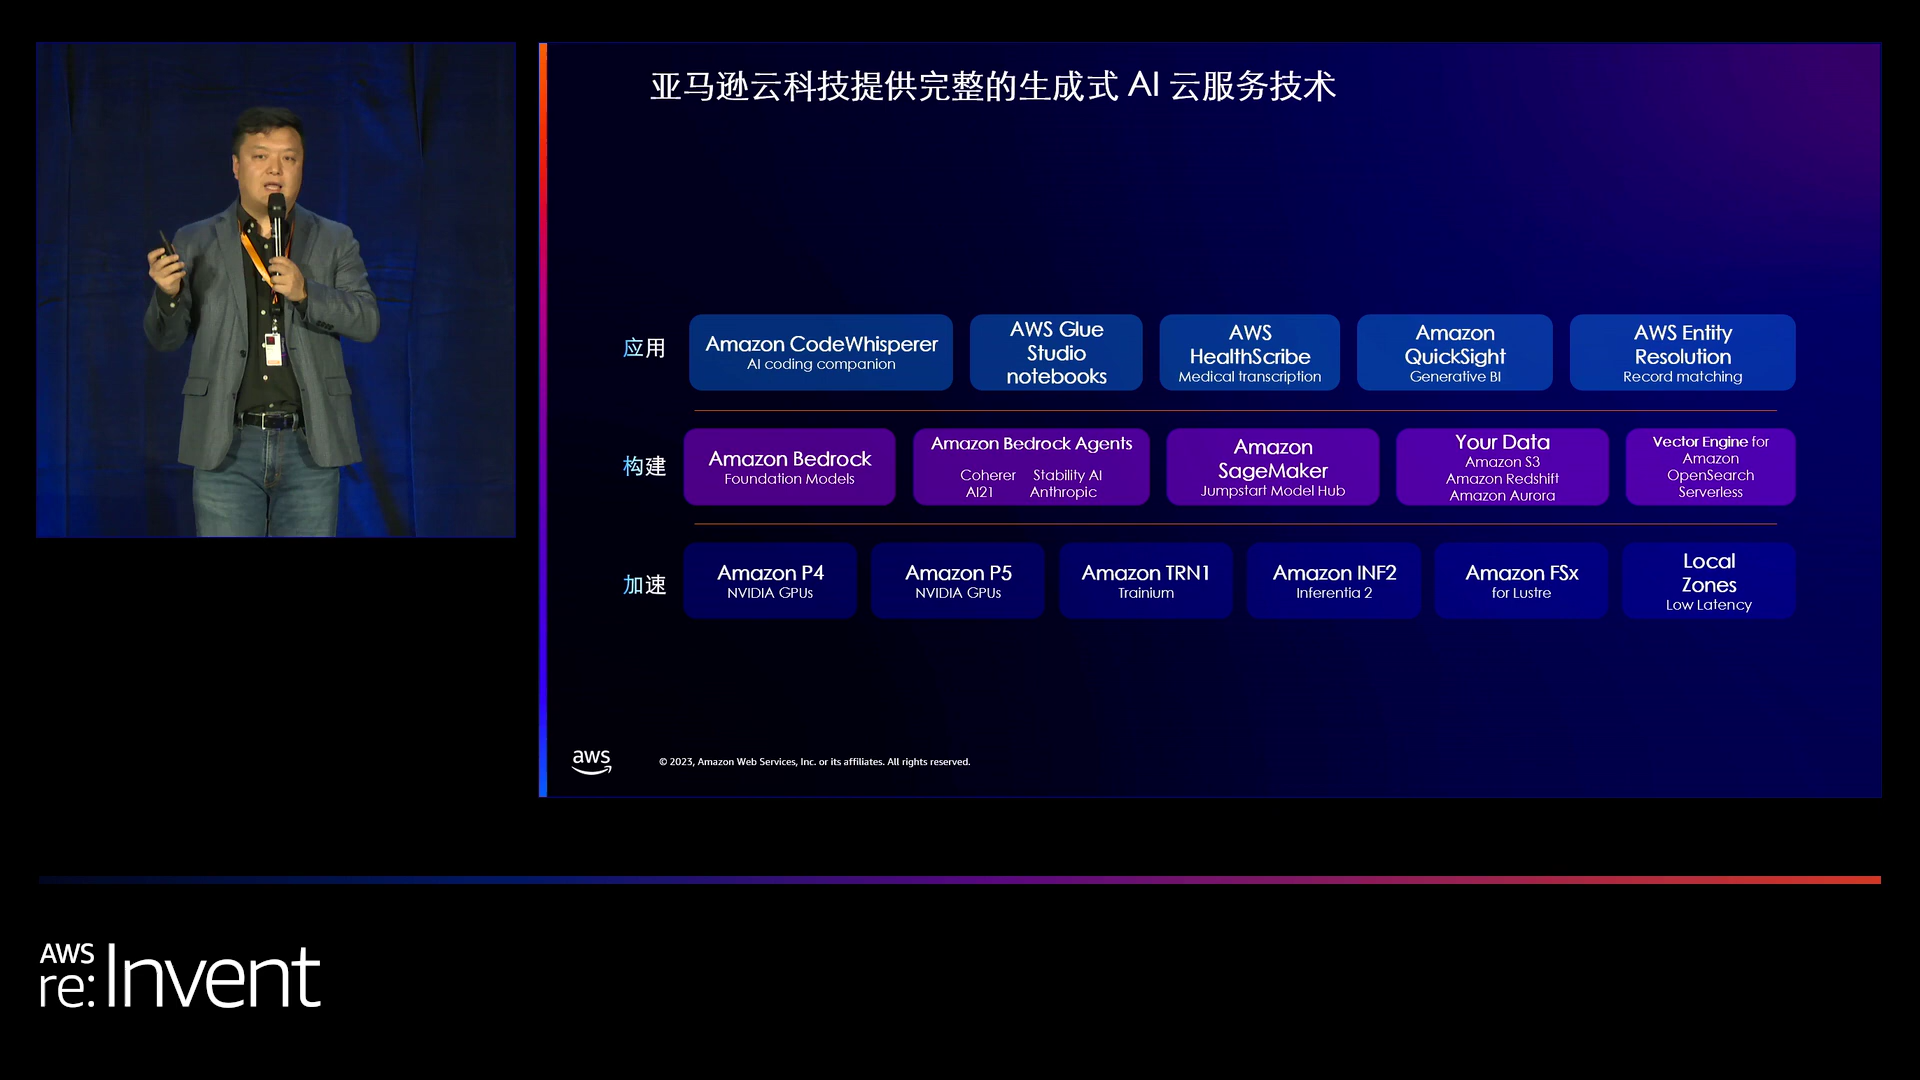 亚马逊云科技提供完整的生成式 AI 云服务技术
应用
Amazon CodeWhisperer
AI coding companion
AWS Glue
Studio
notebooks
AWS
HealthScribe
Medical transcription
Amazon
QuickSight
Generative BI
AWS Entity
Resolution
Record matching
构建
Amazon Bedrock
Foundation Models
Amazon Bedrock Agents
Coherer Stability AI
AI21 Anthropic
Amazon
SageMaker
Jumpstart Model Hub
Your Data
Amazon S3
Amazon Redshift
Amazon Aurora
Vector Engine for
Amazon
OpenSearch
Serverless
加速
Amazon P4
NVIDIA GPUs
Amazon P5
NVIDIA GPUs
Amazon TRN1
Trainium
Amazon INF2
Inferentia 2
Amazon FSx
for Lustre
Local
Zones
Low Latency
aws
© 2023, Amazon Web Services, Inc. or its affiliates. All rights reserved.
AWS
re:Invent